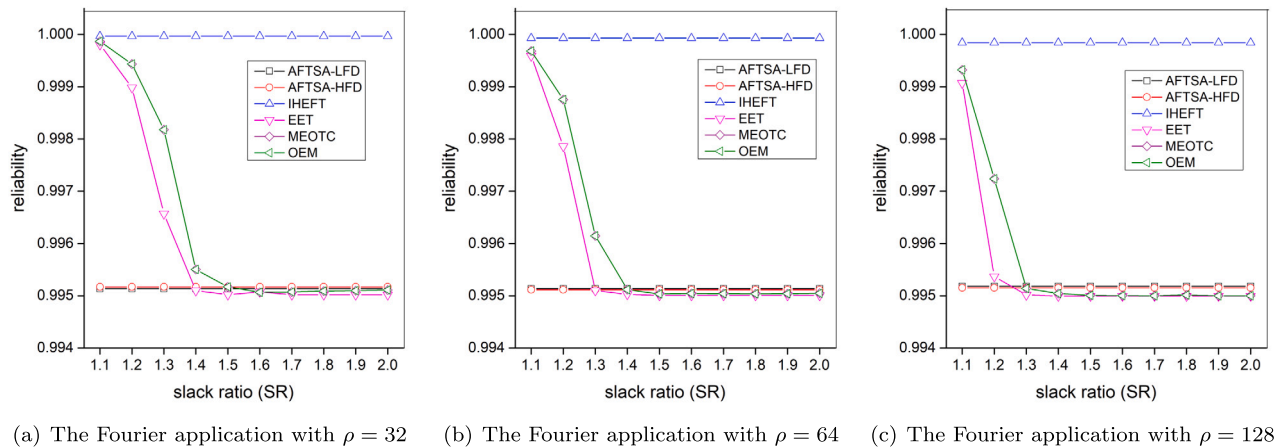 1.000
0.999
0.998
0.997
0.996
0.995
0.994
reliability
AFTSA-LFD
AFTSA-HFD
IHEFT
EET
MEOTC
OEM
1.1 1.2 1.3 1.4 1.5 1.6 1.7 1.8 1.9 2.0
slack ratio (SR)
(a) The Fourier application with ρ = 32
1.000
0.999
0.998
0.997
0.996
0.995
0.994
reliability
AFTSA-LFD
AFTSA-HFD
IHEFT
EET
MEOTC
OEM
1.1 1.2 1.3 1.4 1.5 1.6 1.7 1.8 1.9 2.0
slack ratio (SR)
(b) The Fourier application with ρ = 64
1.000
0.999
0.998
0.997
0.996
0.995
0.994
reliability
AFTSA-LFD
AFTSA-HFD
IHEFT
EET
MEOTC
OEM
1.1 1.2 1.3 1.4 1.5 1.6 1.7 1.8 1.9 2.0
slack ratio (SR)
(c) The Fourier application with ρ = 128